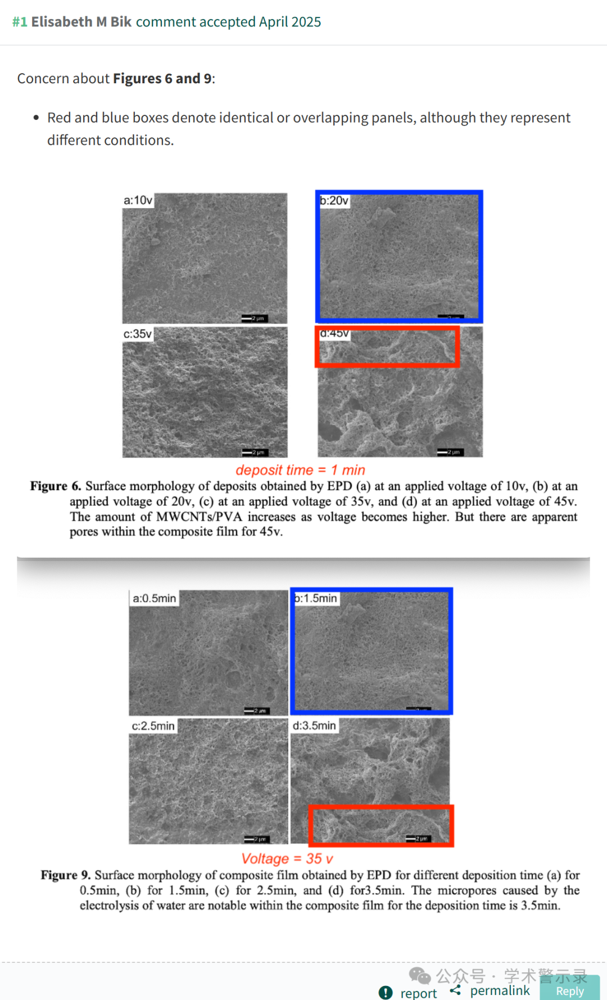 #1 Elisabeth M Bik comment accepted April 2025
Concern about Figures 6 and 9:
• Red and blue boxes denote identical or overlapping panels, although they represent
different conditions.
a:10v
b:20v
2 μm
c:35v
d:45v
2 μm
2 μm
deposit time = 1 min
Figure 6. Surface morphology of deposits obtained by EPD (a) at an applied voltage of 10v, (b) at an
applied voltage of 20v, (c) at an applied voltage of 35v, and (d) at an applied voltage of 45v.
The amount of MWCNTs/PVA increases as voltage becomes higher. But there are apparent
pores within the composite film for 45v.
a:0.5min
b:1.5min
2 μm
c:2.5min
d:3.5min
2 μm
2 μm
Voltage = 35 v
Figure 9. Surface morphology of composite film obtained by EPD for different deposition time (a) for
0.5min, (b) for 1.5min, (c) for 2.5min, and (d) for3.5min. The micropores caused by the
electrolysis of water are notable within the composite film for the deposition time is 3.5min.
公众号 · 学术警示录
report
permalink
Reply